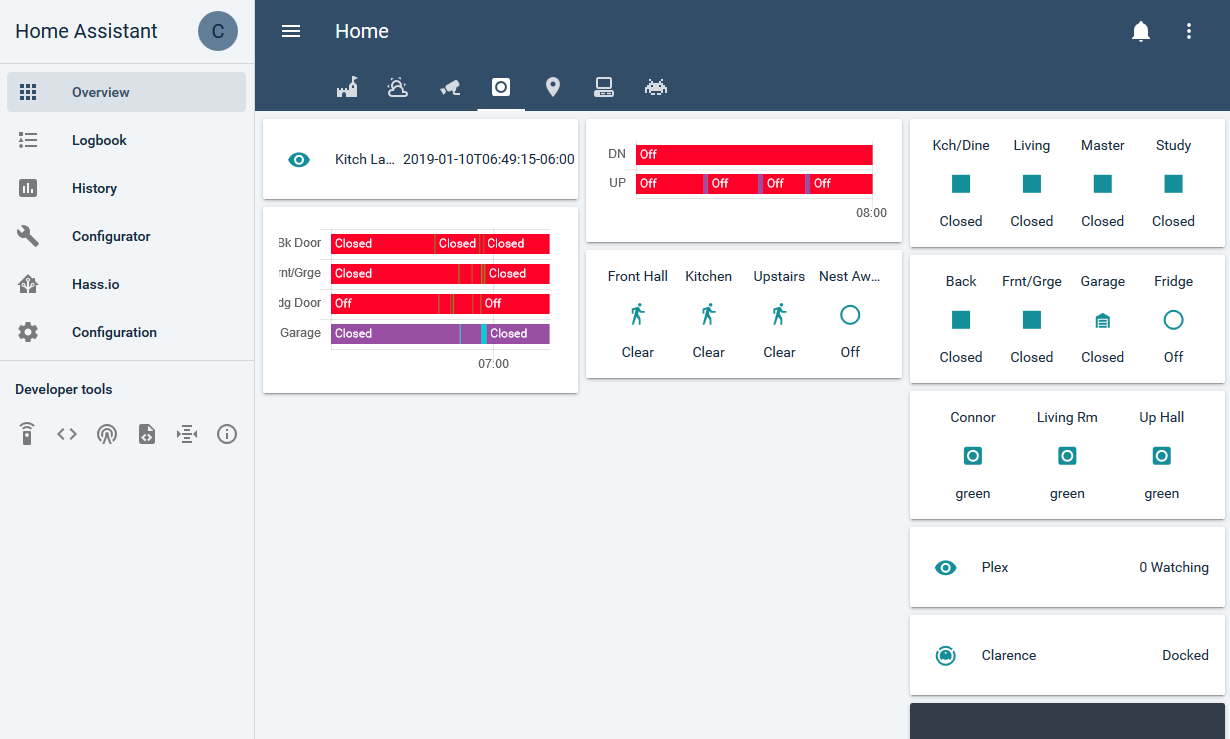 Home Assistant
C
Overview
Logbook
History
Configurator
Hass.io
Configuration
Developer tools
Home
Kitch La... 2019-01-10T06:49:15-06:00
Bk Door Closed Closed Closed
rnt/Grge Closed Closed
dg Door Off Off
Garage Closed Closed
07:00
DN Off
UP Off Off Off Off
08:00
Front Hall Kitchen Upstairs Nest Aw...
Clear Clear Clear Off
Kch/Dine Living Master Study
Closed Closed Closed Closed
Back Frnt/Grge Garage Fridge
Closed Closed Closed Off
Connor Living Rm Up Hall
green green green
Plex 0 Watching
Clarence Docked